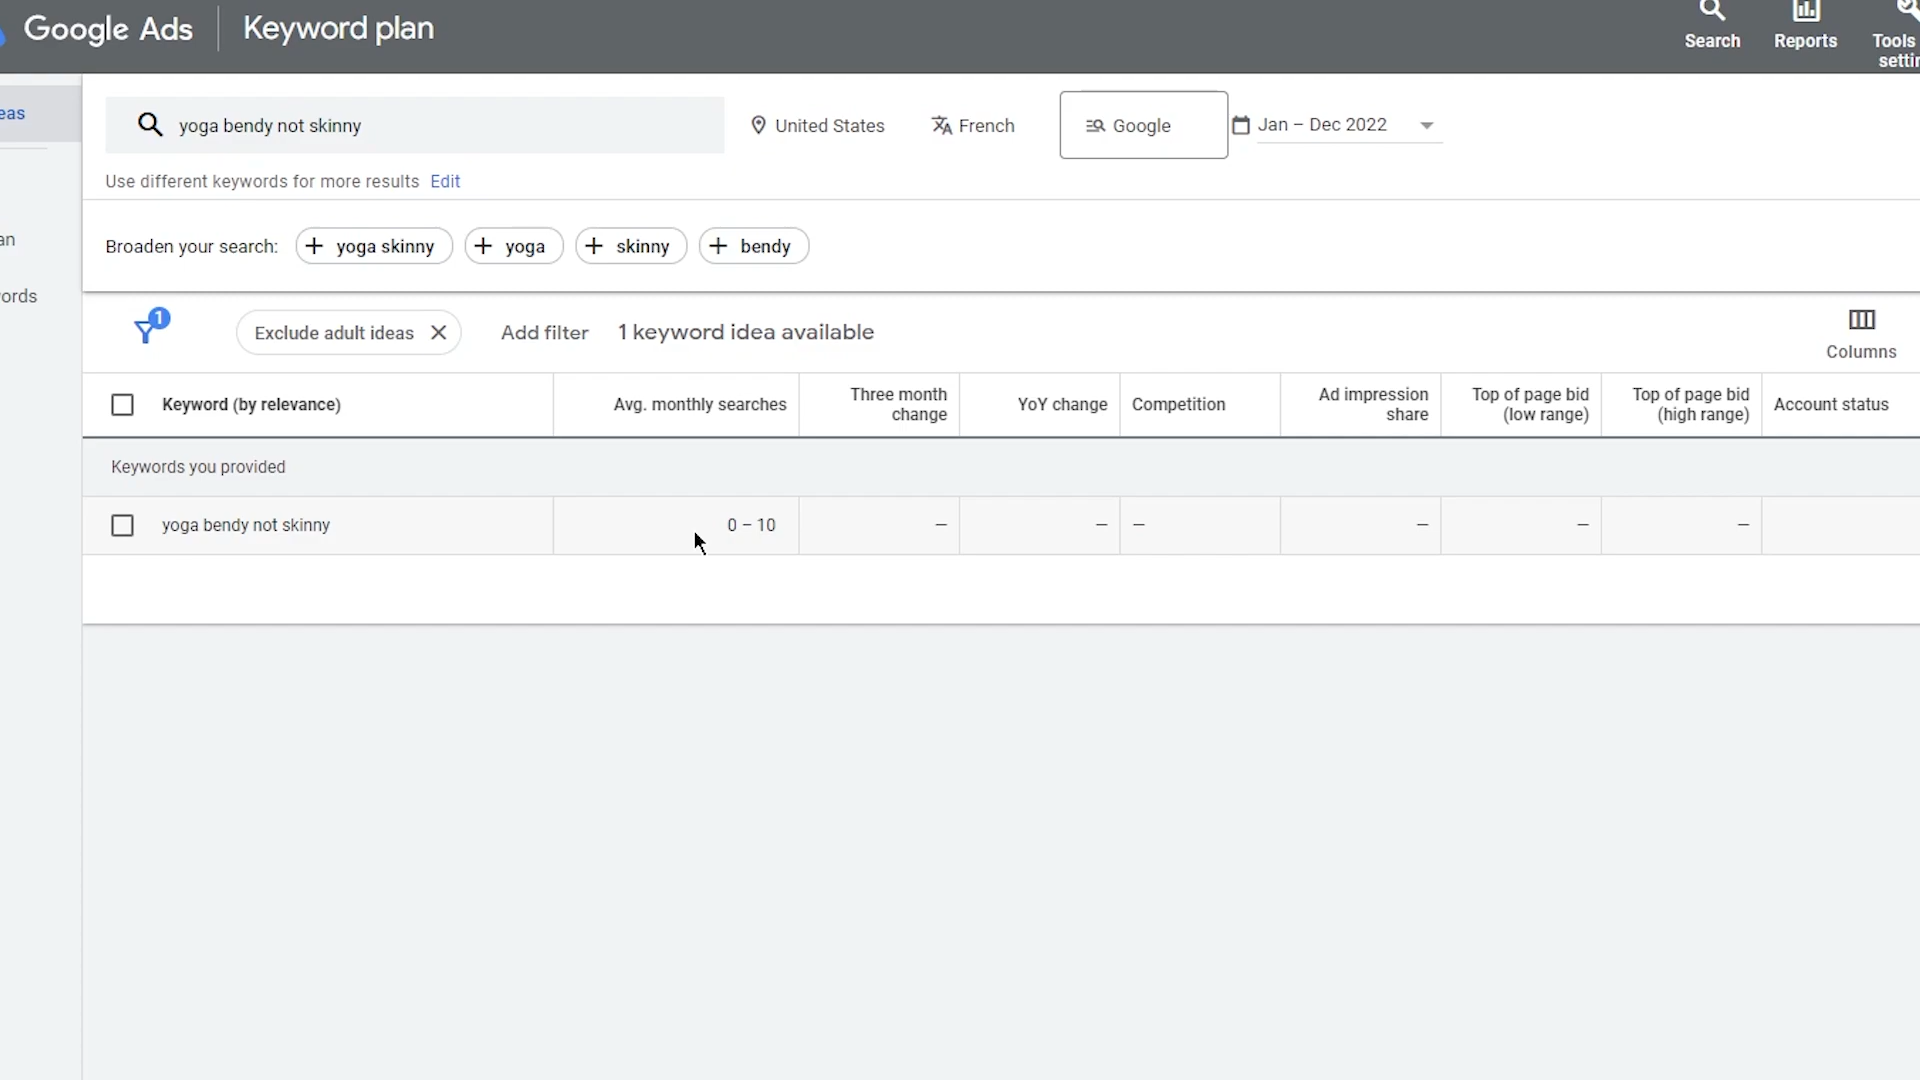 Google Ads
Keyword plan
Search
Reports
Tools
settin
eas
yoga bendy not skinny
United States
French
Google
Jan – Dec 2022
Use different keywords for more results Edit
an
Broaden your search:
yoga skinny
yoga
skinny
bendy
ords
1
Exclude adult ideas
Add filter
1 keyword idea available
Columns
Keyword (by relevance)
Avg. monthly searches
Three month
change
YoY change
Competition
Ad impression
share
Top of page bid
(low range)
Top of page bid
(high range)
Account status
Keywords you provided
yoga bendy not skinny
0 – 10
–
–
–
–
–
–